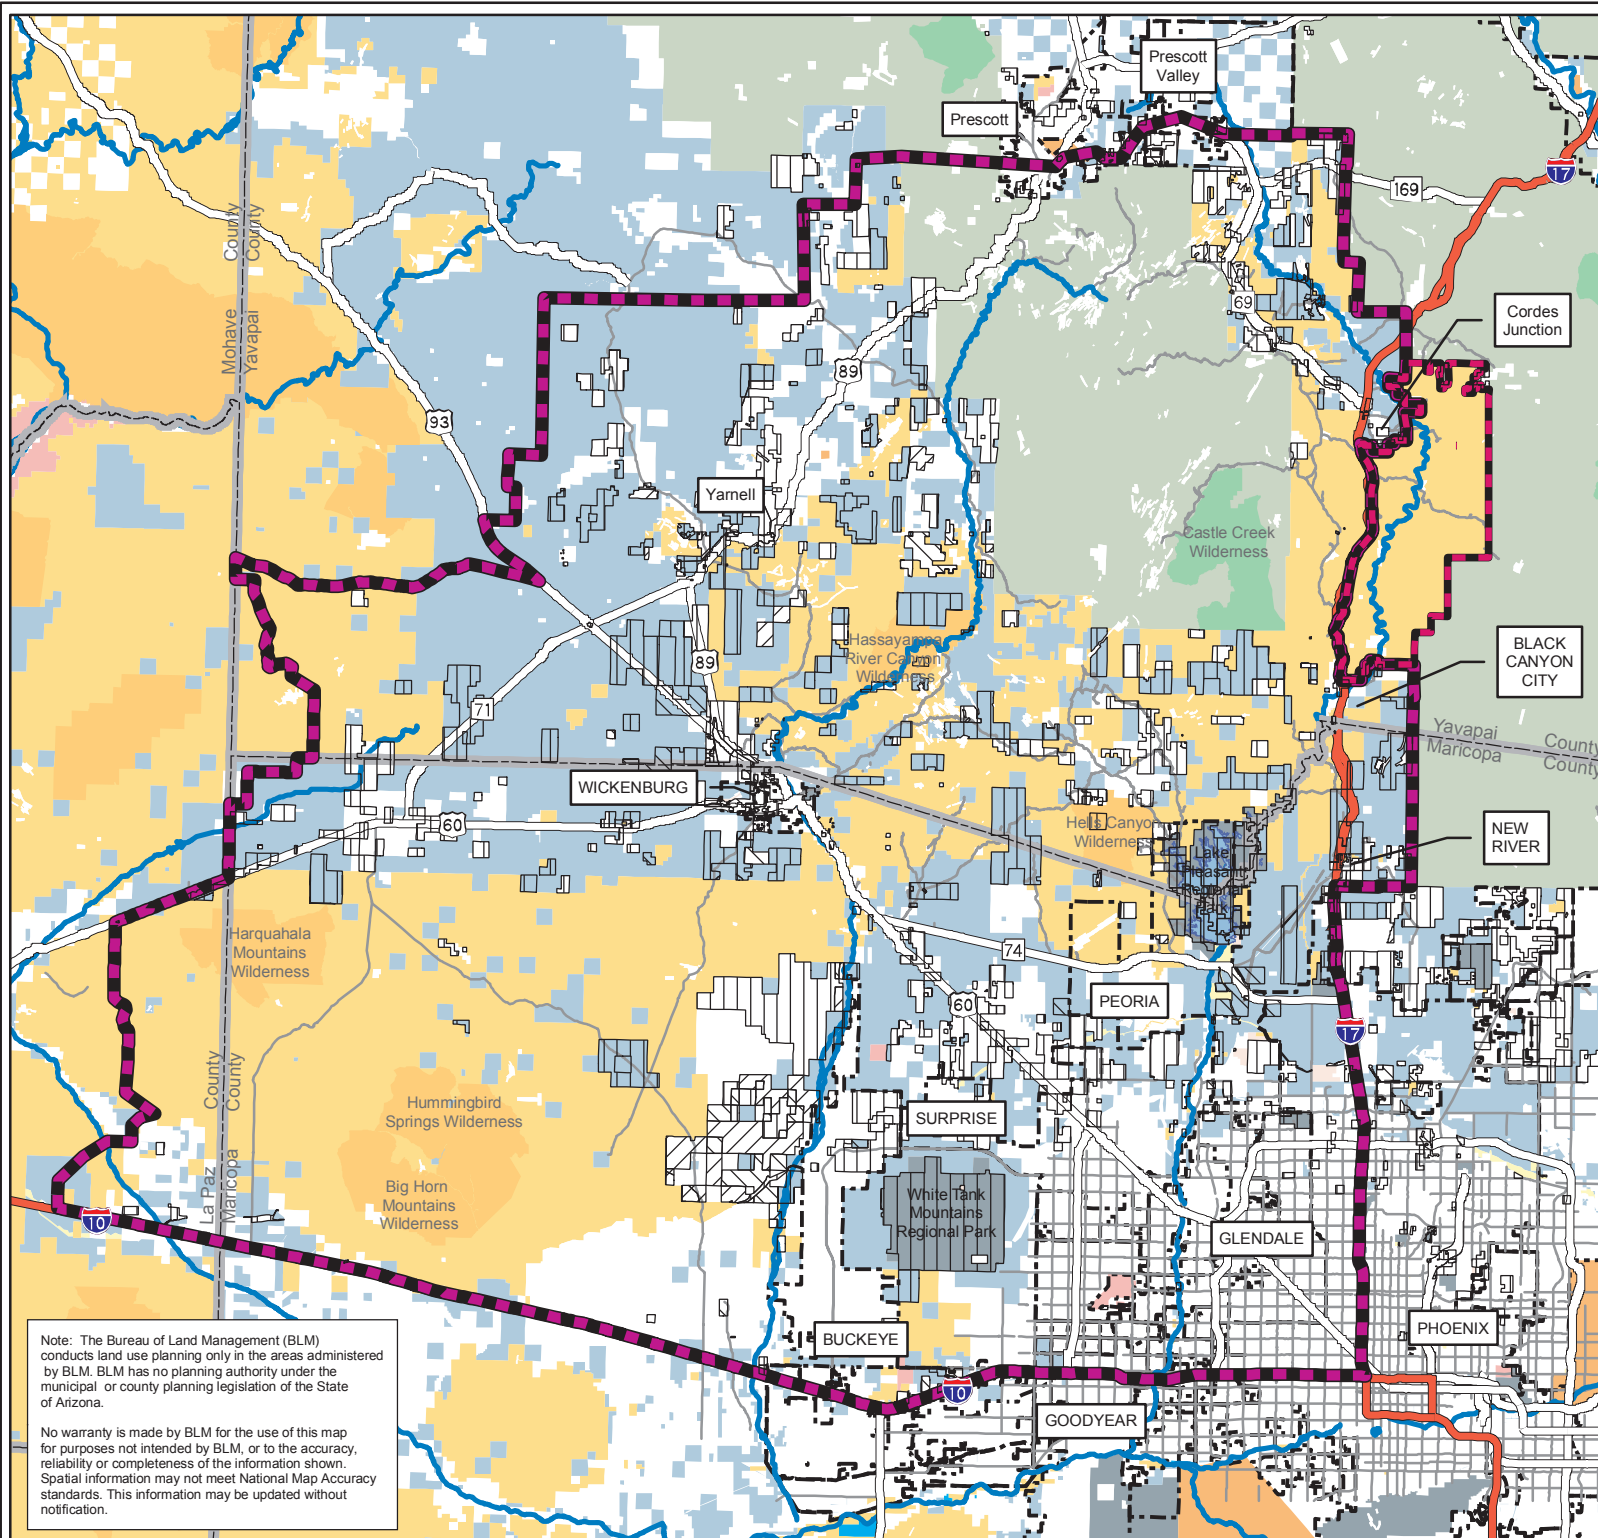 Prescott
Valley
Prescott
17
169
County
County
69
Cordes
Junction
Mohave
Yavapai
89
93
Yarnell
Castle Creek
Wilderness
Hassayampa
River Canyon
Wilderness
BLACK
CANYON
CITY
89
71
Yavapai
Maricopa
County
County
WICKENBURG
60
Hells Canyon
Wilderness
NEW
RIVER
Lake
Pleasant
Regional
Park
Harquahala
Mountains
Wilderness
74
PEORIA
60
17
County
County
Hummingbird
Springs Wilderness
SURPRISE
La Paz
Maricopa
Big Horn
Mountains
Wilderness
White Tank
Mountains
Regional Park
10
GLENDALE
PHOENIX
BUCKEYE
10
GOODYEAR
Note: The Bureau of Land Management (BLM)
conducts land use planning only in the areas administered
by BLM. BLM has no planning authority under the
municipal or county planning legislation of the State
of Arizona.
No warranty is made by BLM for the use of this map
for purposes not intended by BLM, or to the accuracy,
reliability or completeness of the information shown.
Spatial information may not meet National Map Accuracy
standards. This information may be updated without
notification.